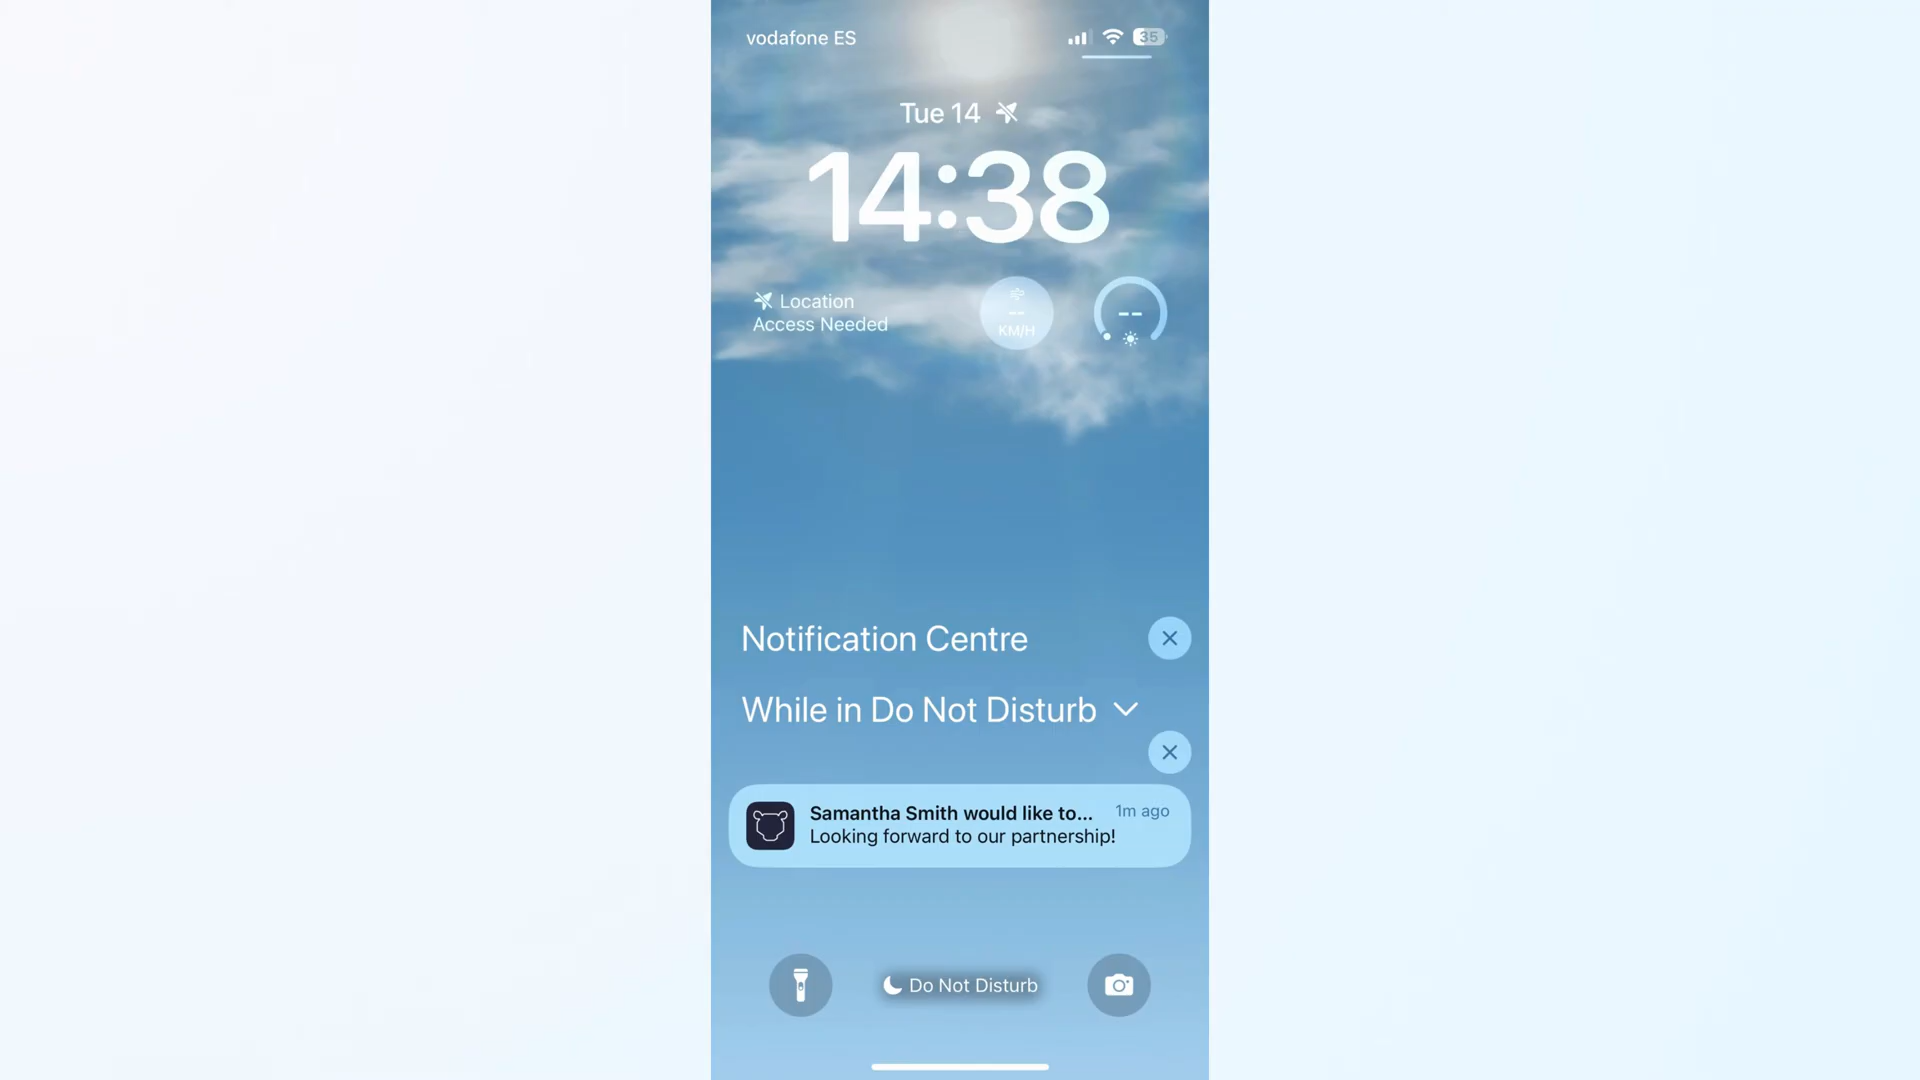 vodafone ES
35
Tue 14
14:38
Location
Access Needed
--
KM/H
--
Notification Centre
While in Do Not Disturb
Samantha Smith would like to...
1m ago
Looking forward to our partnership!
Do Not Disturb